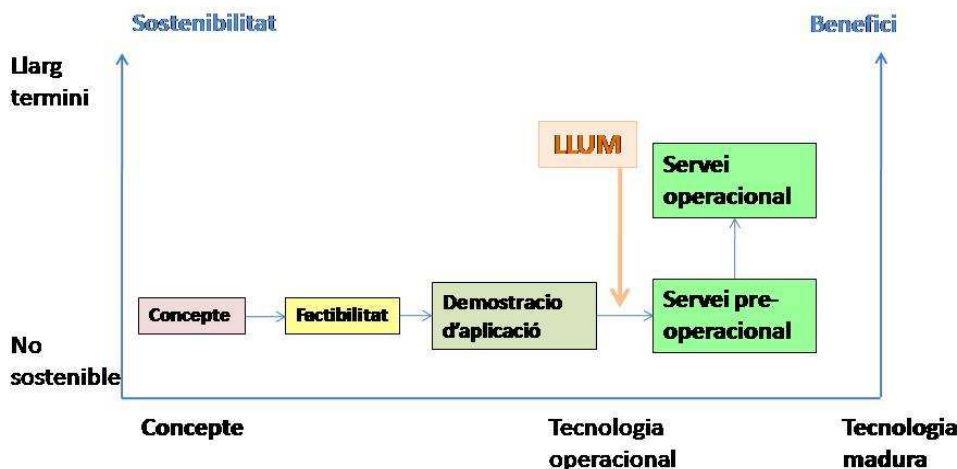 Sostenibilitat
Benefici
Llarg
termini
LLUM
Servei
operacional
Concepte
Factibilitat
Demostracio
d'aplicació
Servei pre-
operacional
No
sostenible
Concepte
Tecnologia
operacional
Tecnologia
madura